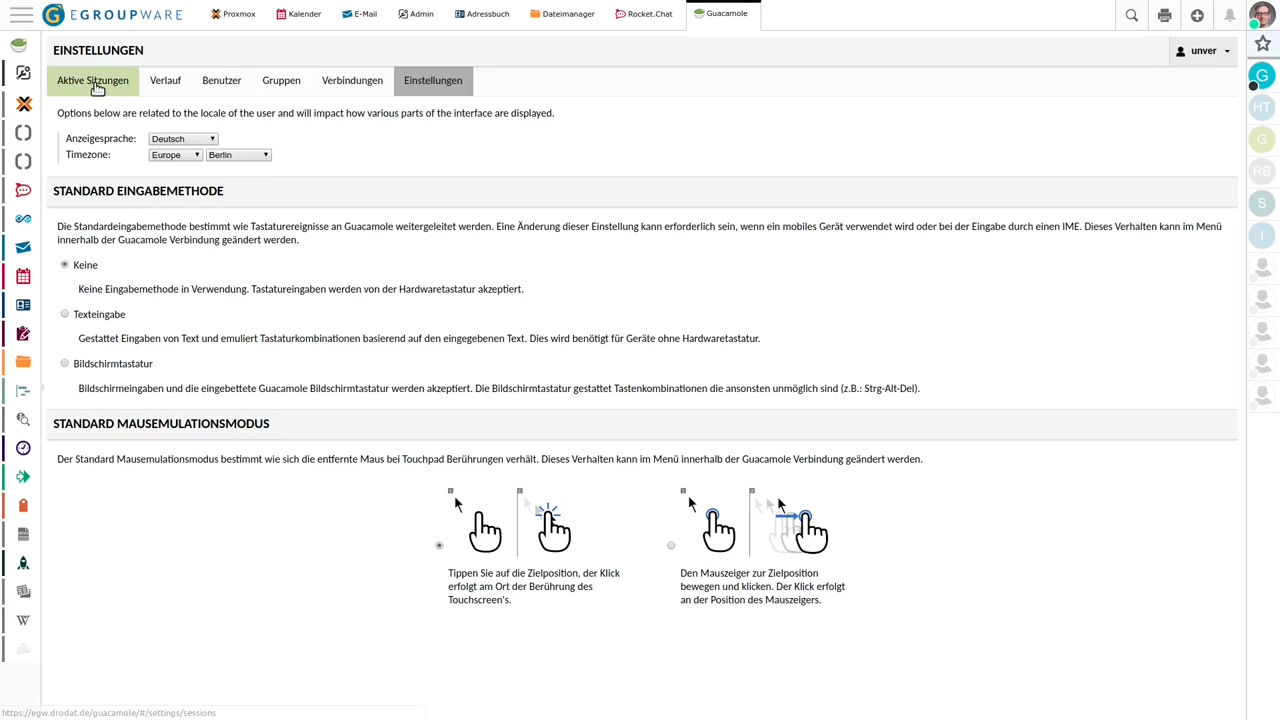 EGROUPWARE
Proxmox
Kalender
E-Mail
Admin
Adressbuch
Dateimanager
Rocket.Chat
Guacamole
EINSTELLUNGEN
unver
Aktive Sitzungen
Verlauf
Benutzer
Gruppen
Verbindungen
Einstellungen
Options below are related to the locale of the user and will impact how various parts of the interface are displayed.
Anzeigesprache: Deutsch
Timezone: Europe Berlin
STANDARD EINGABEMETHODE
Die Standardeingabemethode bestimmt wie Tastaturereignisse an Guacamole weitergeleitet werden. Eine Änderung dieser Einstellung kann erforderlich sein, wenn ein mobiles Gerät verwendet wird oder bei der Eingabe durch einen IME. Dieses Verhalten kann im Menü
innerhalb der Guacamole Verbindung geändert werden.
Keine
Keine Eingabemethode in Verwendung. Tastatureingaben werden von der Hardwaretastatur akzeptiert.
Texteingabe
Gestattet Eingaben von Text und emuliert Tastaturkombinationen basierend auf den eingegebenen Text. Dies wird benötigt für Geräte ohne Hardwaretastatur.
Bildschirmtastatur
Bildschirmeingaben und die eingebettete Guacamole Bildschirmtastatur werden akzeptiert. Die Bildschirmtastatur gestattet Tastenkombinationen die ansonsten unmöglich sind (z.B.: Strg-Alt-Del).
STANDARD MAUSEMULATIONSMODUS
Der Standard Mausemulationsmodus bestimmt wie sich die entfernte Maus bei Touchpad Berührungen verhält. Dieses Verhalten kann im Menü innerhalb der Guacamole Verbindung geändert werden.
Tippen Sie auf die Zielposition, der Klick
erfolgt am Ort der Berührung des
Touchscreen's.
Den Mauszeiger zur Zielposition
bewegen und klicken. Der Klick erfolgt
an der Position des Mauszeigers.
G
HT
G
RB
S
I
W
https://egw.drodat.de/guacamole/#/settings/sessions